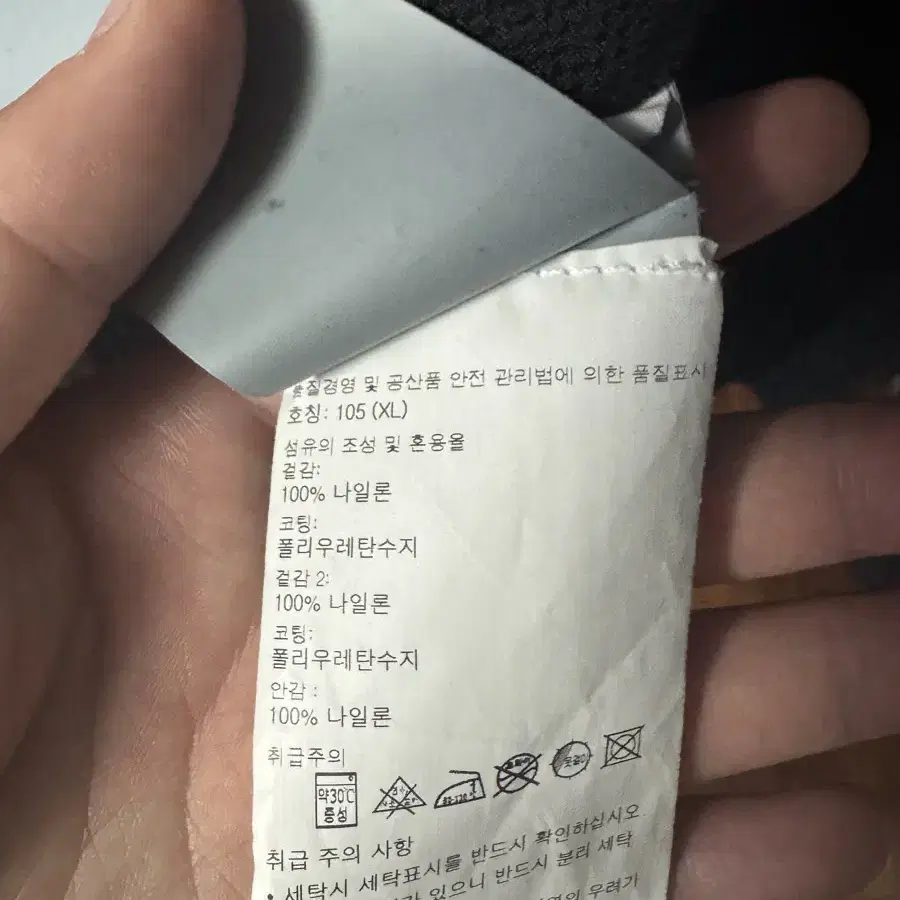 품질경영 및 공산품 안전 관리법에 의한 품질표시
호칭: 105 (XL)
섬유의 조성 및 혼용율
겉감:
100% 나일론
코팅:
폴리우레탄수지
겉감 2:
100% 나일론
코팅:
폴리우레탄수지
안감 :
100% 나일론
취급주의
약30℃
중성
취급 주의 사항
• 세탁시 세탁표시를 반드시 확인하십시오
있으니 반드시 분리 세탁
우려가